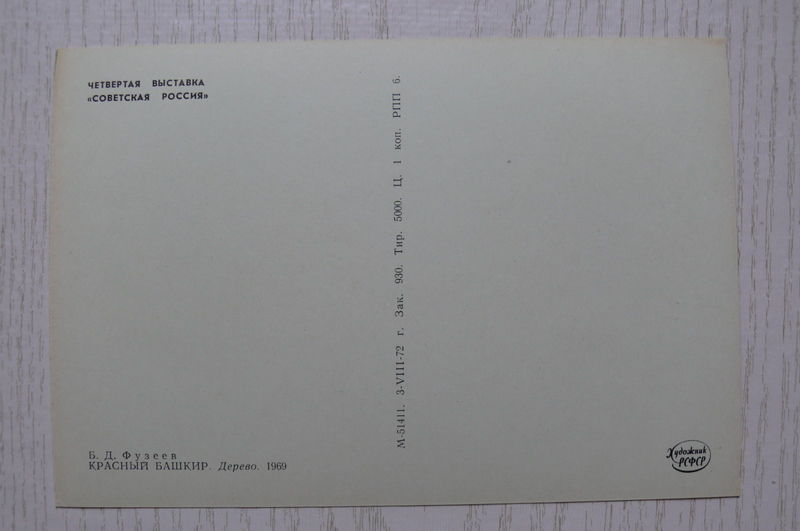 ЧЕТВЕРТАЯ ВЫСТАВКА
«СОВЕТСКАЯ РОССИЯ»
М-51411. 3-VIII-72 г. Зак. 930. Тир. 5000. Ц. 1 коп. РПП 6.
Б. Д. Фузеев
КРАСНЫЙ БАШКИР. Дерево. 1969
Художник
РСФСР